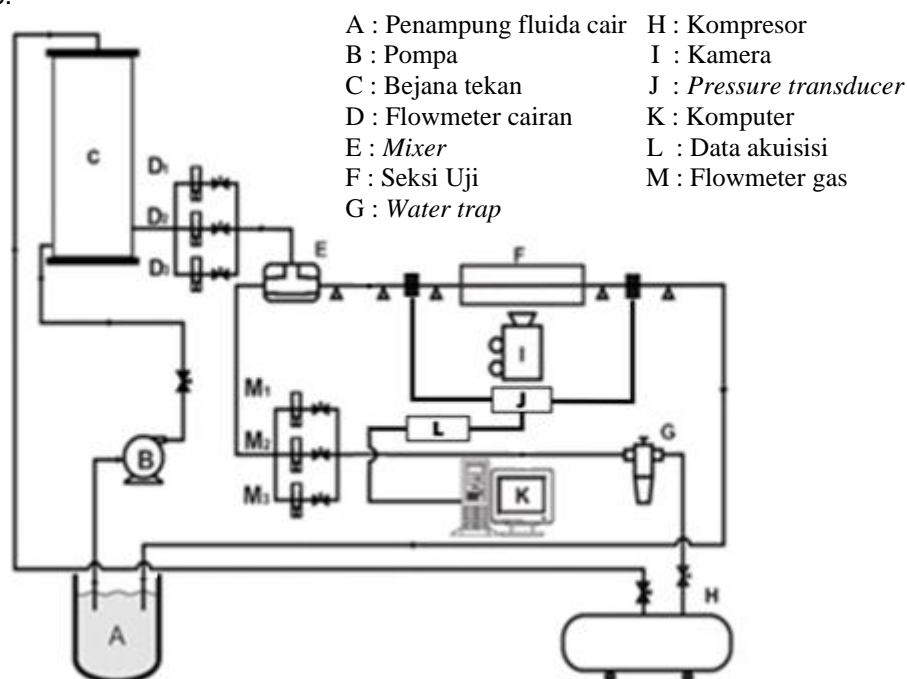 A : Penampung fluida cair H : Kompresor
B : Pompa I : Kamera
C : Bejana tekan J : Pressure transducer
D : Flowmeter cairan K : Komputer
E : Mixer L : Data akuisisi
F : Seksi Uji M : Flowmeter gas
G : Water trap
C
D₁
D₂
D₃
E
F
I
J
L
M₁
M₂
M₃
G
B
K
A
H